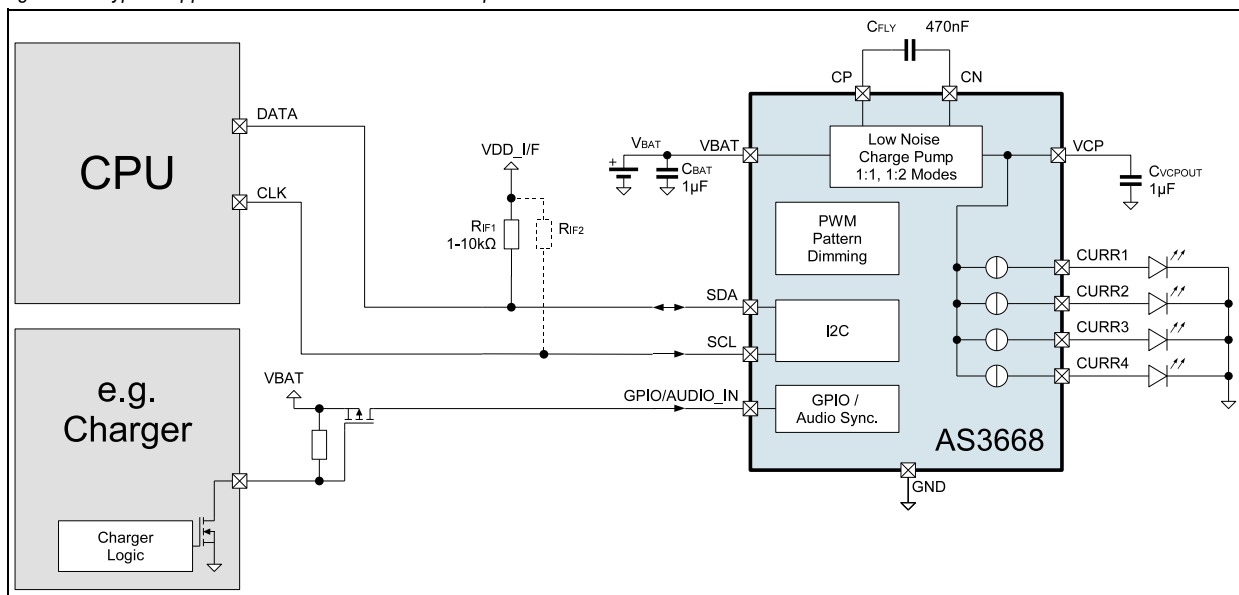 CFLY 470nF
CP
CN
CPU
DATA
CLK
VDD_I/F
RIF1
1-10kΩ
RIF2
VBAT
+
CBAT
1µF
VBAT
Low Noise
Charge Pump
1:1, 1:2 Modes
VCP
CVCPOUT
1µF
PWM
Pattern
Dimming
CURR1
CURR2
CURR3
CURR4
SDA
SCL
I2C
e.g.
Charger
VBAT
GPIO/AUDIO_IN
GPIO /
Audio Sync.
AS3668
GND
Charger
Logic